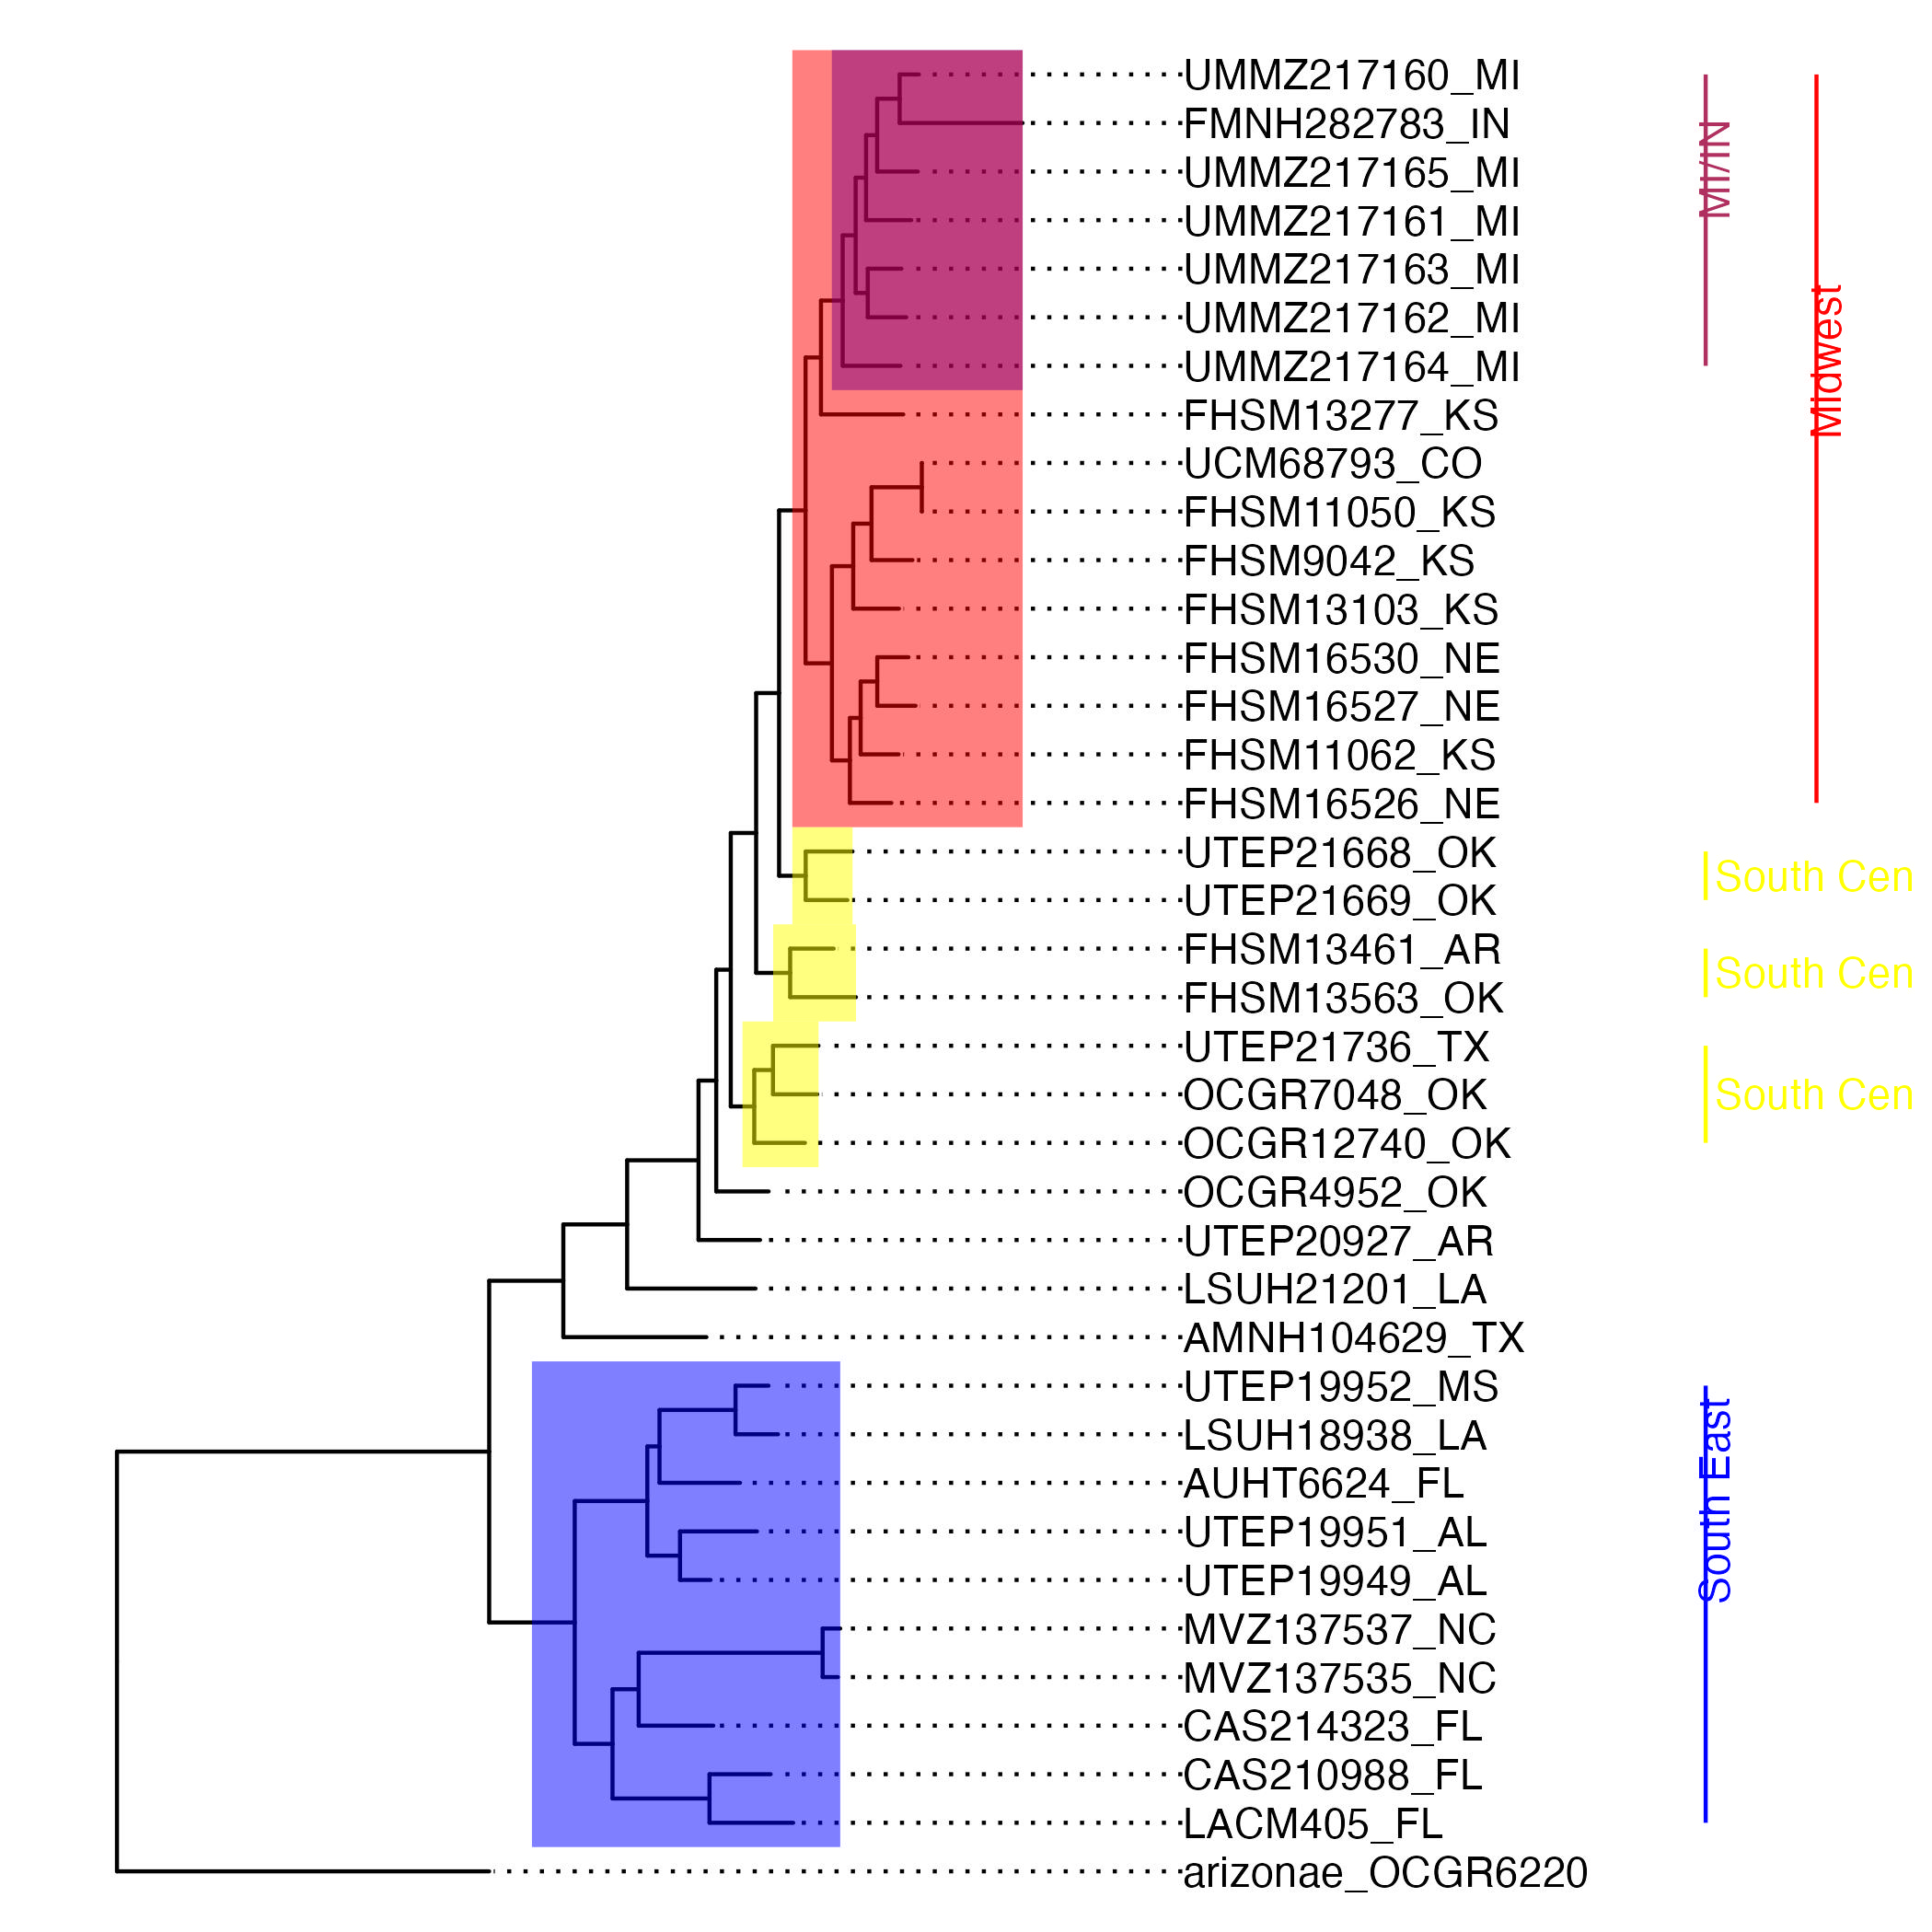 UMMZ217160_MI
FMNH282783_IN
UMMZ217165_MI
UMMZ217161_MI
UMMZ217163_MI
UMMZ217162_MI
UMMZ217164_MI
FHSM13277_KS
UCM68793_CO
FHSM11050_KS
FHSM9042_KS
FHSM13103_KS
FHSM16530_NE
FHSM16527_NE
FHSM11062_KS
FHSM16526_NE
UTEP21668_OK
UTEP21669_OK
FHSM13461_AR
FHSM13563_OK
UTEP21736_TX
OCGR7048_OK
OCGR12740_OK
OCGR4952_OK
UTEP20927_AR
LSUH21201_LA
AMNH104629_TX
UTEP19952_MS
LSUH18938_LA
AUHT6624_FL
UTEP19951_AL
UTEP19949_AL
MVZ137537_NC
MVZ137535_NC
CAS214323_FL
CAS210988_FL
LACM405_FL
arizonae_OCGR6220
MI/IN
Midwest
South Cen
South Cen
South Cen
South East